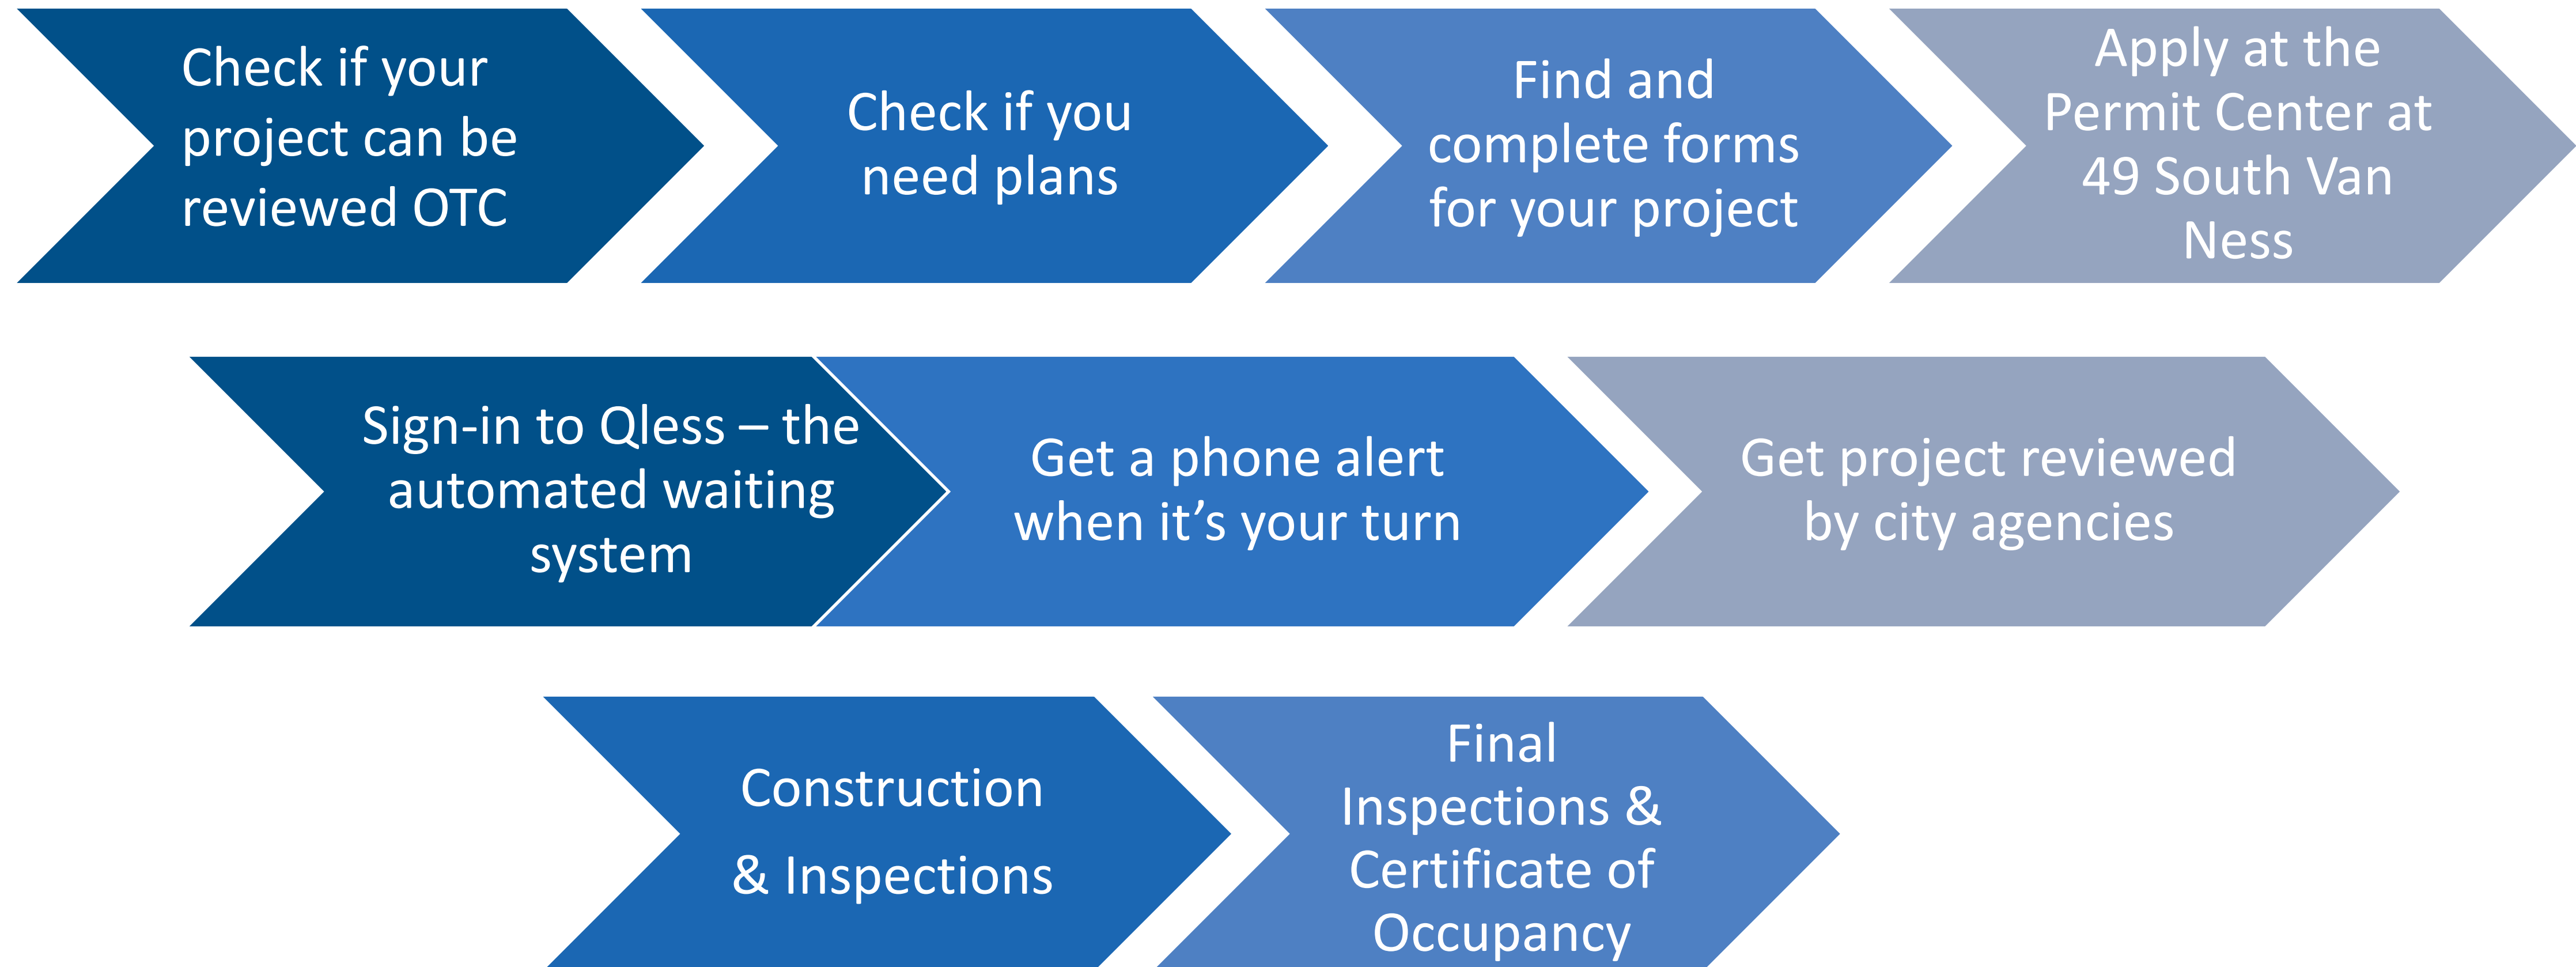 Check if your
project can be
reviewed OTC
Check if you
need plans
Find and
complete forms
for your project
Apply at the
Permit Center at
49 South Van
Ness
Sign-in to Qless – the
automated waiting
system
Get a phone alert
when it’s your turn
Get project reviewed
by city agencies
Construction
& Inspections
Final
Inspections &
Certificate of
Occupancy